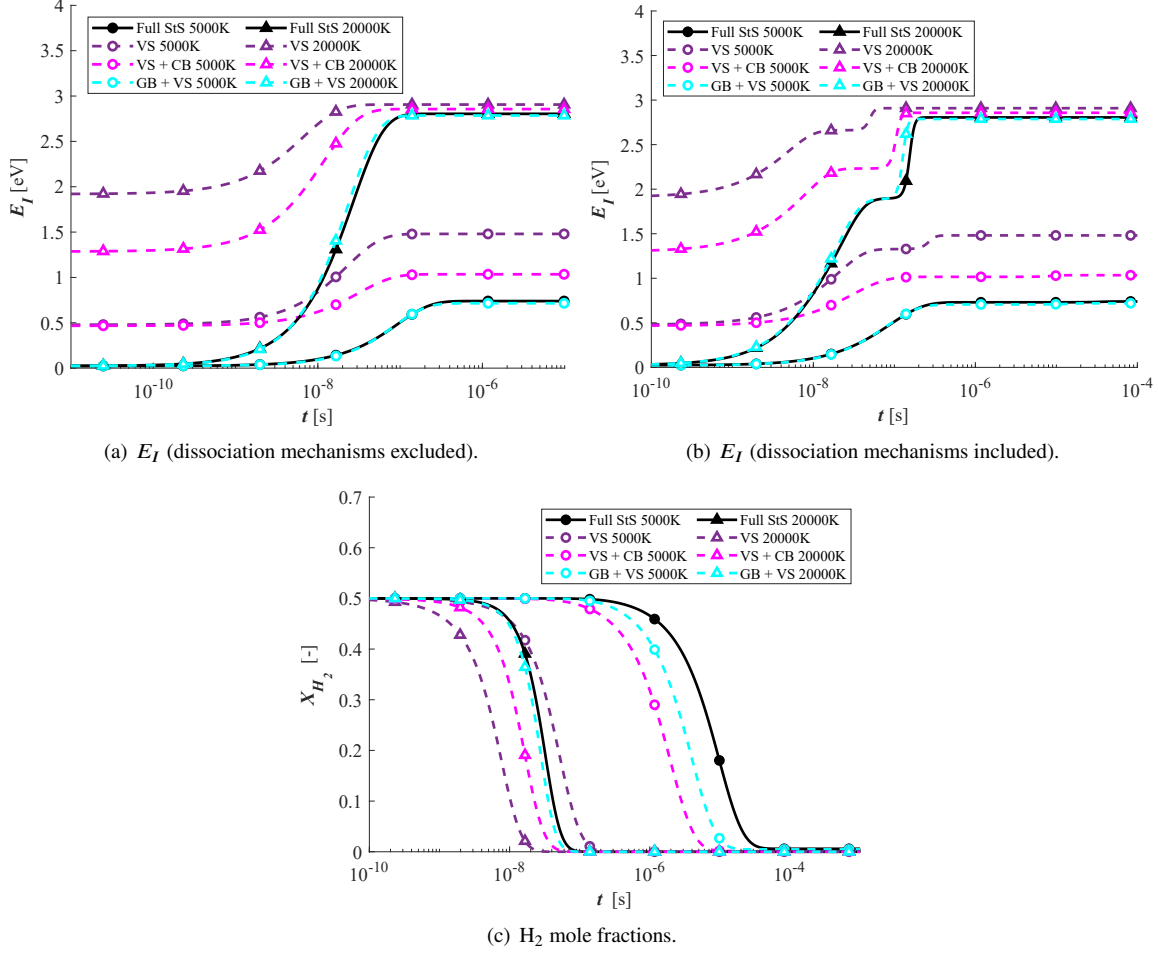 4
3.5
3
2.5
2
1.5
1
0.5
0
E_I [eV]
Full StS 5000K
VS 5000K
VS + CB 5000K
GB + VS 5000K
Full StS 20000K
VS 20000K
VS + CB 20000K
GB + VS 20000K
10^-10
10^-8
10^-6
t [s]
(a) E_I (dissociation mechanisms excluded).
4
3.5
3
2.5
2
1.5
1
0.5
0
E_I [eV]
Full StS 5000K
VS 5000K
VS + CB 5000K
GB + VS 5000K
Full StS 20000K
VS 20000K
VS + CB 20000K
GB + VS 20000K
10^-10
10^-8
10^-6
10^-4
t [s]
(b) E_I (dissociation mechanisms included).
0.7
0.6
0.5
0.4
0.3
0.2
0.1
0
X_H_2 [-]
Full StS 5000K
VS 5000K
VS + CB 5000K
GB + VS 5000K
Full StS 20000K
VS 20000K
VS + CB 20000K
GB + VS 20000K
10^-10
10^-8
10^-6
10^-4
t [s]
(c) H_2 mole fractions.